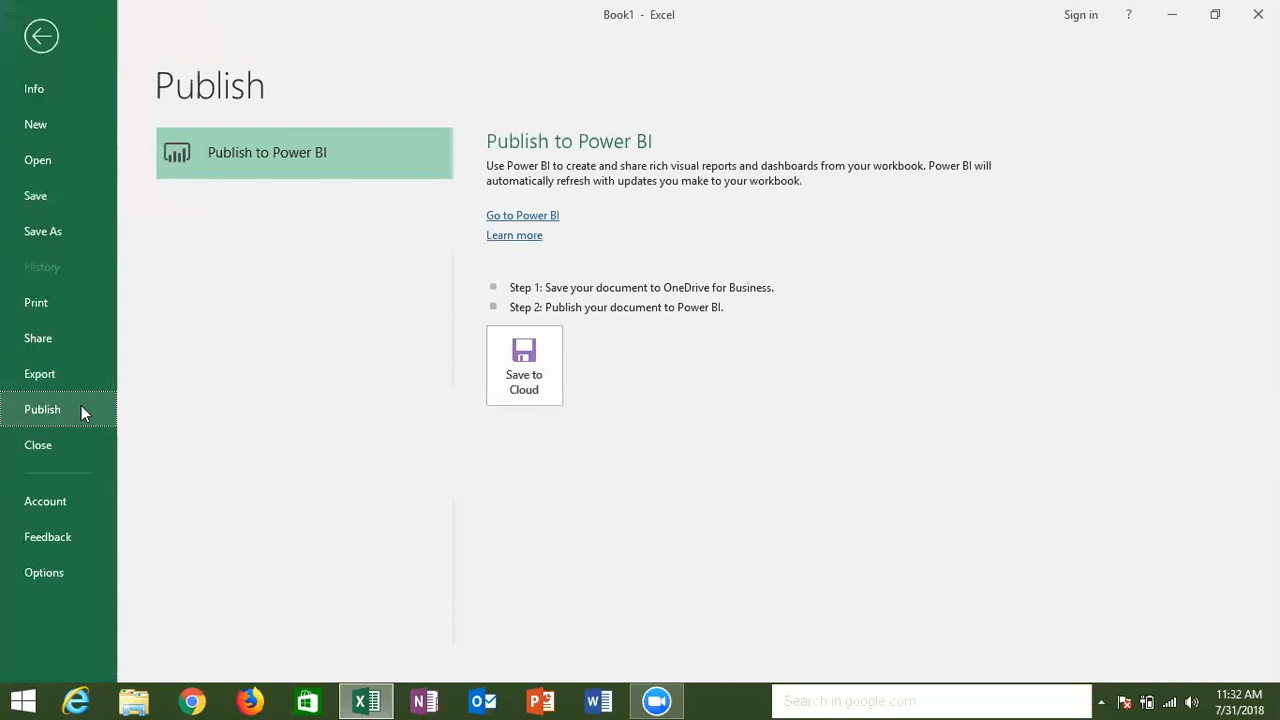 Book1 - Excel
Sign in
?
Info
New
Open
Save
Save As
History
Print
Share
Export
Publish
Close
Account
Feedback
Options
Publish
Publish to Power BI
Publish to Power BI
Use Power BI to create and share rich visual reports and dashboards from your workbook. Power BI will
automatically refresh with updates you make to your workbook.
Go to Power BI
Learn more
Step 1: Save your document to OneDrive for Business.
Step 2: Publish your document to Power BI.
Save to
Cloud
Search in google.com
11:32 AM
7/31/2018